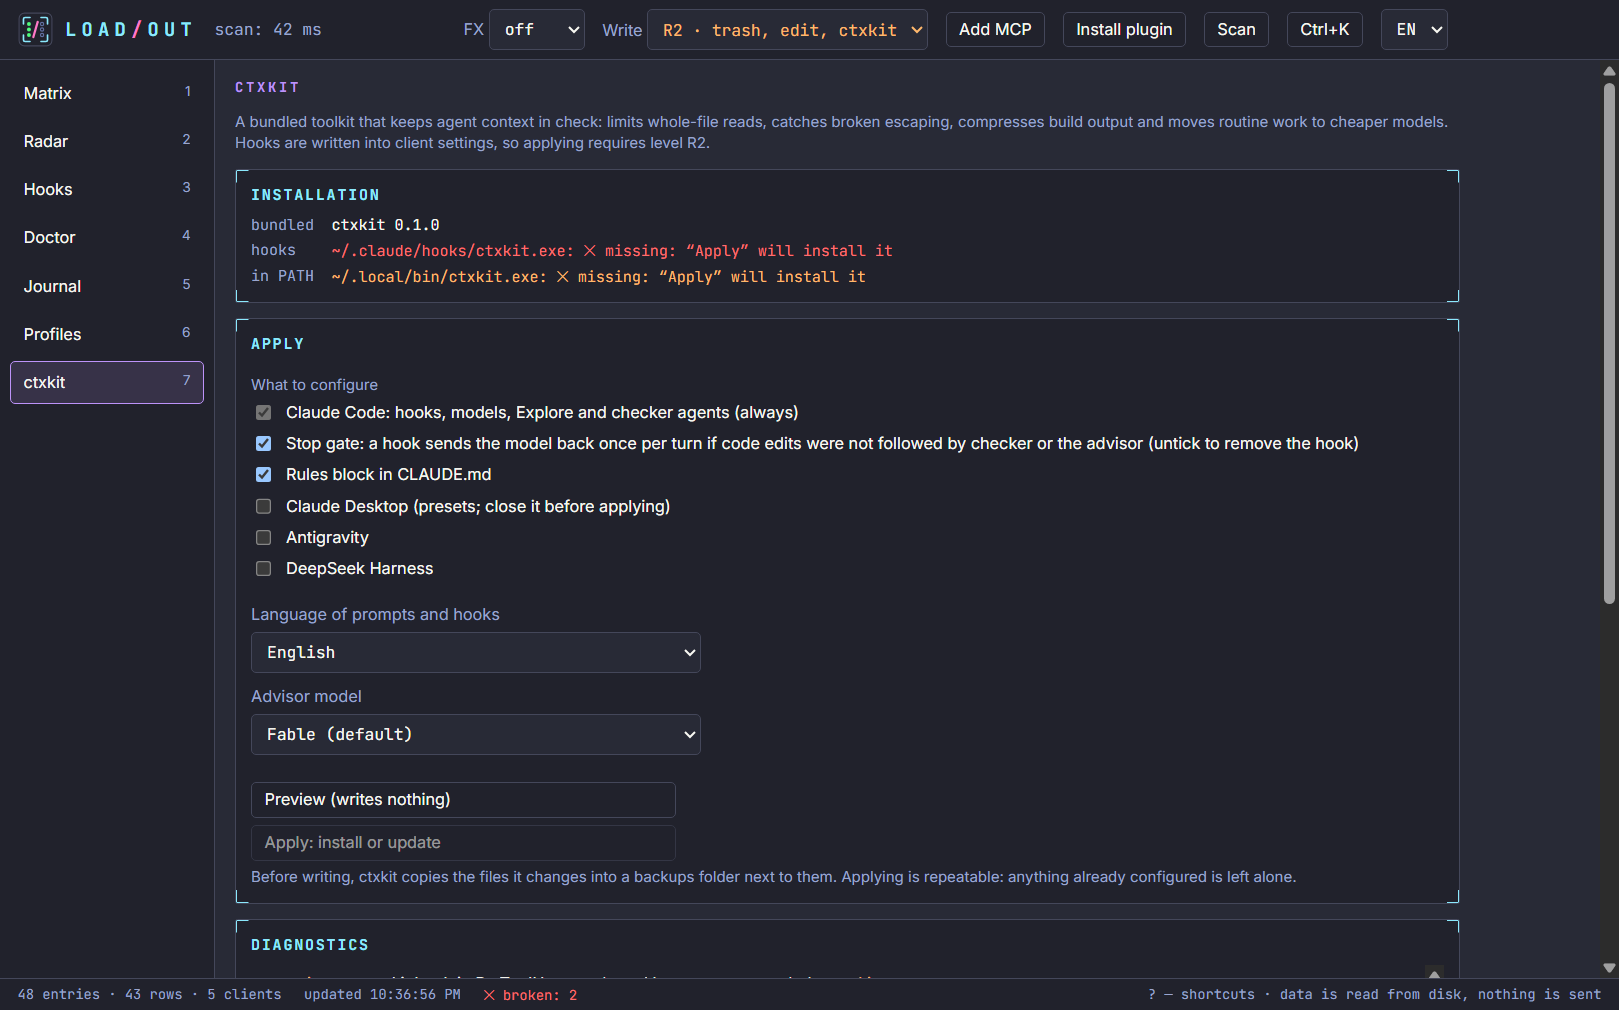 LOAD/OUT
scan: 42 ms
FX off
Write R2 · trash, edit, ctxkit
Add MCP
Install plugin
Scan
Ctrl+K
EN
Matrix 1
Radar 2
Hooks 3
Doctor 4
Journal 5
Profiles 6
ctxkit 7
CTXKIT
A bundled toolkit that keeps agent context in check: limits whole-file reads, catches broken escaping, compresses build output and moves routine work to cheaper models.
Hooks are written into client settings, so applying requires level R2.
INSTALLATION
bundled ctxkit 0.1.0
hooks ~/.claude/hooks/ctxkit.exe: ✕ missing: “Apply” will install it
in PATH ~/.local/bin/ctxkit.exe: ✕ missing: “Apply” will install it
APPLY
What to configure
Claude Code: hooks, models, Explore and checker agents (always)
Stop gate: a hook sends the model back once per turn if code edits were not followed by checker or the advisor (untick to remove the hook)
Rules block in CLAUDE.md
Claude Desktop (presets; close it before applying)
Antigravity
DeepSeek Harness
Language of prompts and hooks
English
Advisor model
Fable (default)
Preview (writes nothing)
Apply: install or update
Before writing, ctxkit copies the files it changes into a backups folder next to them. Applying is repeatable: anything already configured is left alone.
DIAGNOSTICS
48 entries · 43 rows · 5 clients updated 10:36:56 PM ✕ broken: 2
? — shortcuts · data is read from disk, nothing is sent